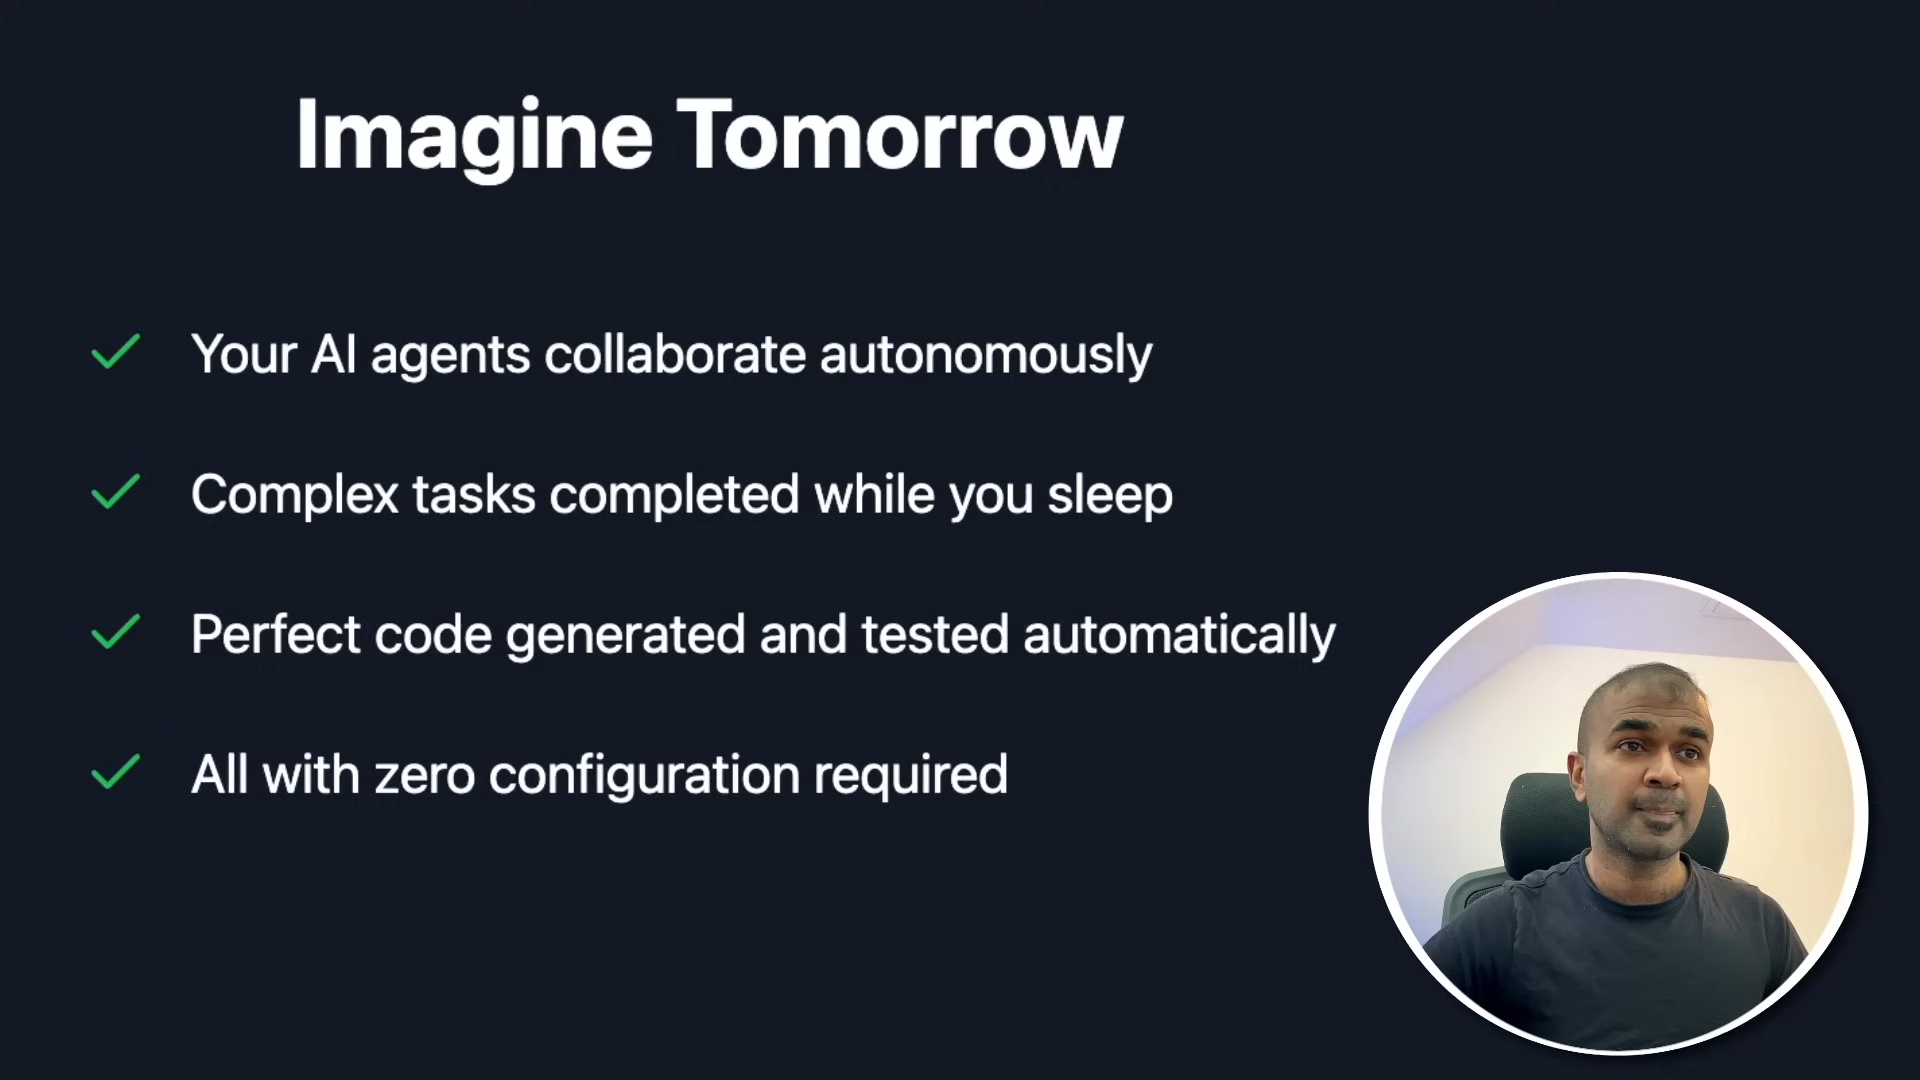 Imagine Tomorrow
Your AI agents collaborate autonomously
Complex tasks completed while you sleep
Perfect code generated and tested automatically
All with zero configuration required